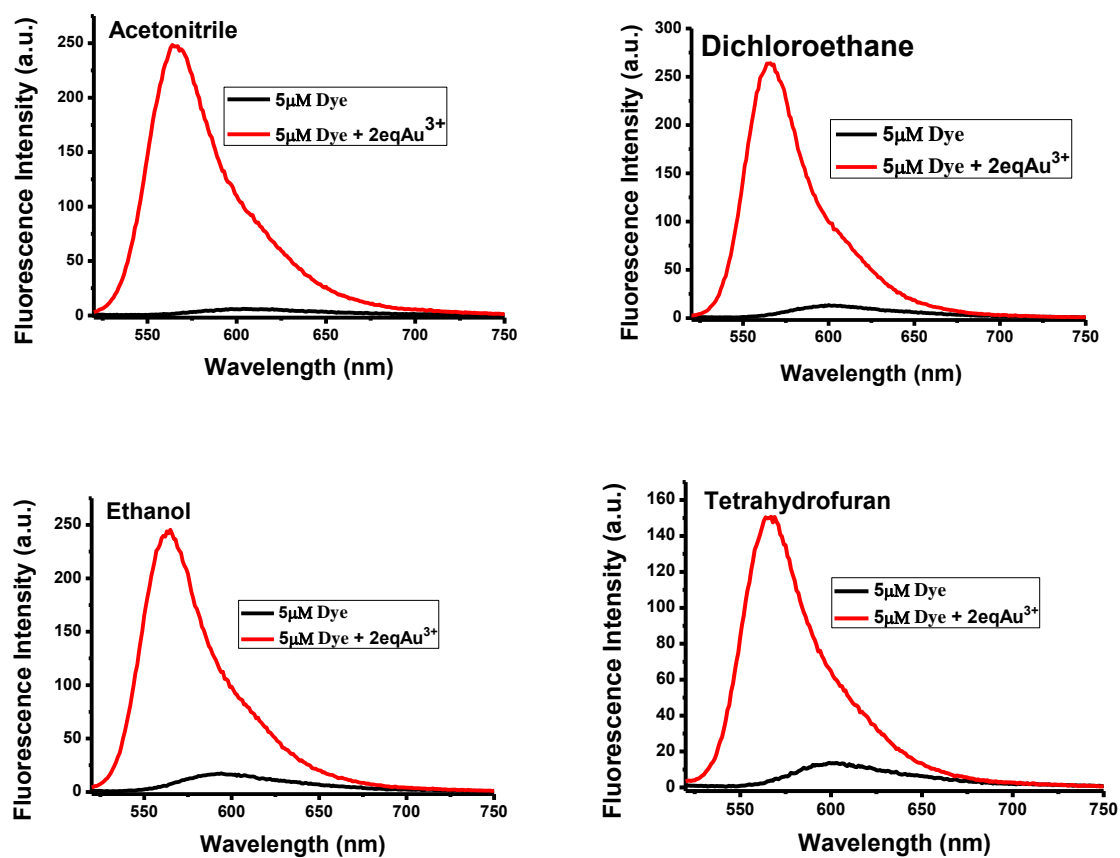 Acetonitrile
Fluorescence Intensity (a.u.)
250
200
150
100
50
0
5μM Dye
5μM Dye + 2eqAu³⁺
550 600 650 700 750
Wavelength (nm)
Dichloroethane
Fluorescence Intensity (a.u.)
300
250
200
150
100
50
0
5μM Dye
5μM Dye + 2eqAu³⁺
550 600 650 700 750
Wavelength (nm)
Ethanol
Fluorescence Intensity (a.u.)
250
200
150
100
50
0
5μM Dye
5μM Dye + 2eqAu³⁺
550 600 650 700 750
Wavelength (nm)
Tetrahydrofuran
Fluorescence Intensity (a.u.)
160
140
120
100
80
60
40
20
0
5μM Dye
5μM Dye + 2eqAu³⁺
550 600 650 700 750
Wavelength (nm)